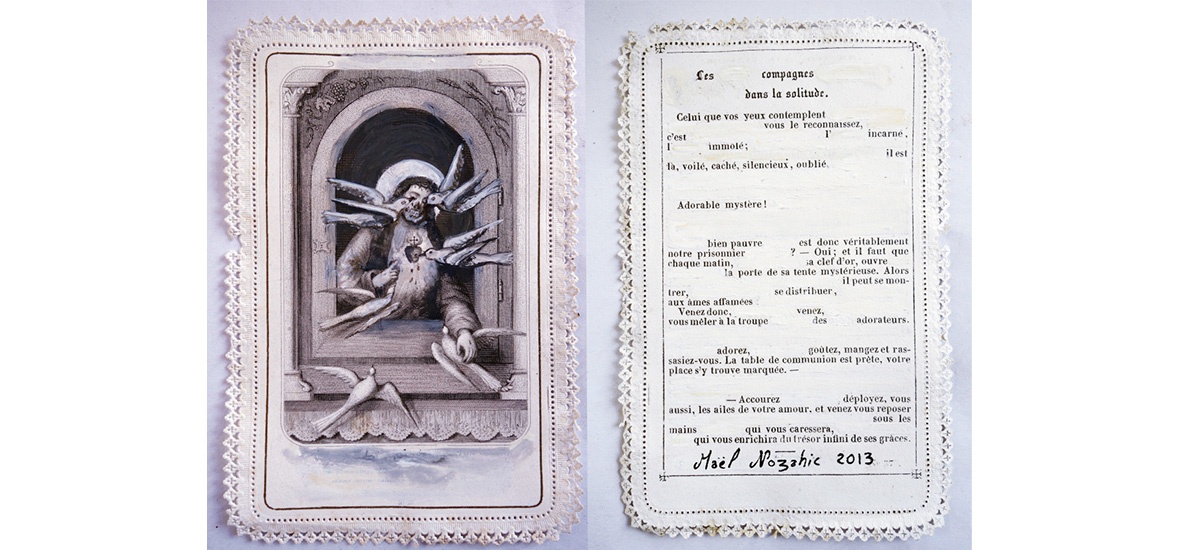 Les compagnes
dans la solitude.
Celui que vos yeux contemplent
vous le reconnaissez,
c'est l' incarné,
l' immolé;
il est
là, voilé, caché, silencieux, oublié.
Adorable mystère!
bien pauvre est donc véritablement
notre prisonnier ? — Oui; et il faut que
chaque matin, sa clef d'or, ouvre
la porte de sa tente mystérieuse. Alors
il peut se mon-
trer, se distribuer,
aux âmes affamées
Venez donc, venez,
vous mêler à la troupe des adorateurs.
adorez, goûtez, mangez et ras-
sasiez-vous. La table de communion est prête, votre
place s'y trouve marquée. —
— Accourez déployez, vous
aussi, les ailes de votre amour, et venez vous reposer
sous les
mains qui vous caressera,
qui vous enrichira du trésor infini de ses grâces.
Maël Nozahic 2013